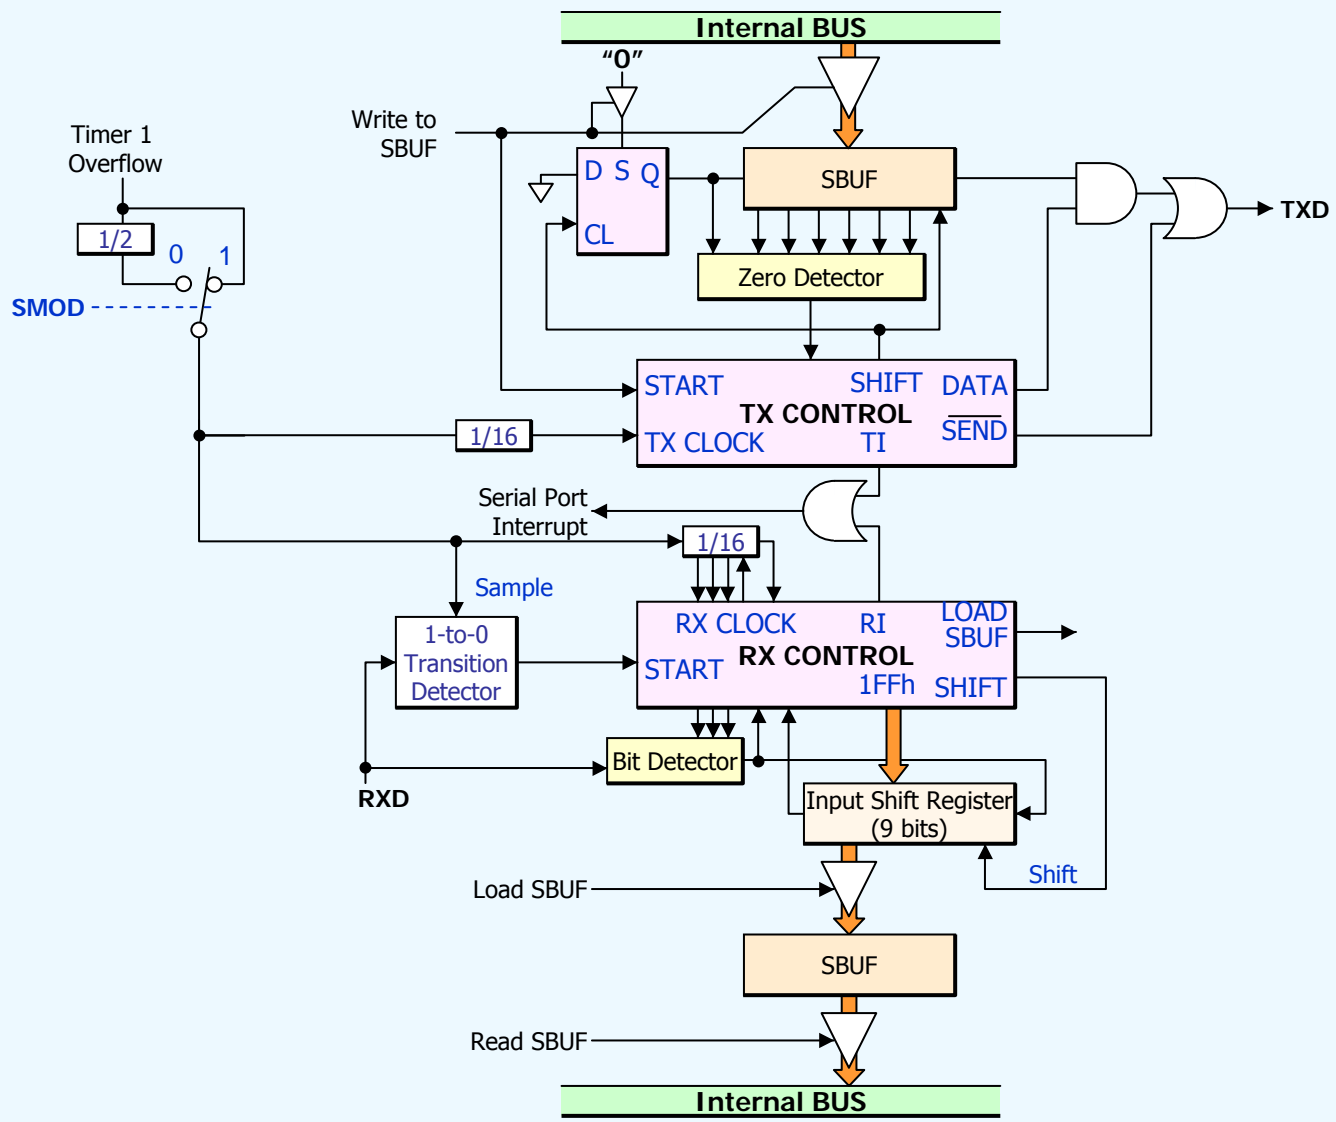 Internal BUS
“0”
Write to
SBUF
Timer 1
Overflow
D S Q
CL
SBUF
TXD
1/2
0
1
SMOD
Zero Detector
START
SHIFT
DATA
TX CONTROL
SEND
TX CLOCK
TI
1/16
Serial Port
Interrupt
1/16
Sample
1-to-0
Transition
Detector
RX CLOCK
RI
LOAD
SBUF
RX CONTROL
START
1FFh
SHIFT
Bit Detector
RXD
Input Shift Register
(9 bits)
Shift
Load SBUF
SBUF
Read SBUF
Internal BUS